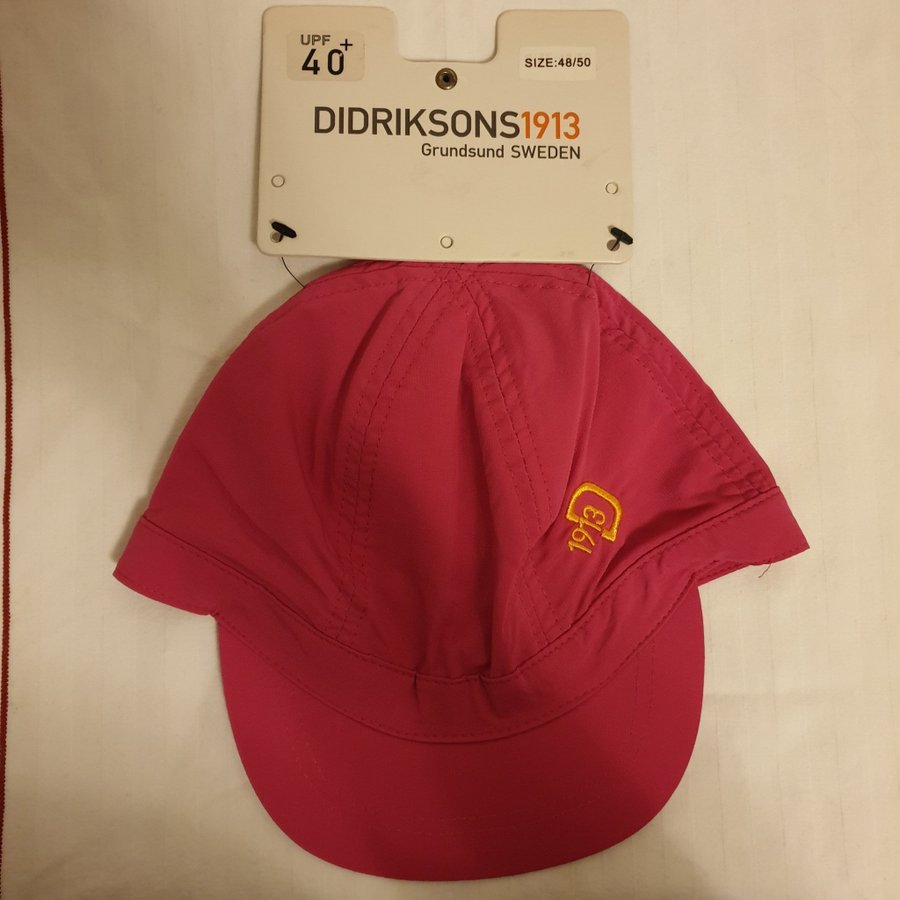 UPF
40+
SIZE:48/50
DIDRIKSONS1913
Grundsund SWEDEN
1913